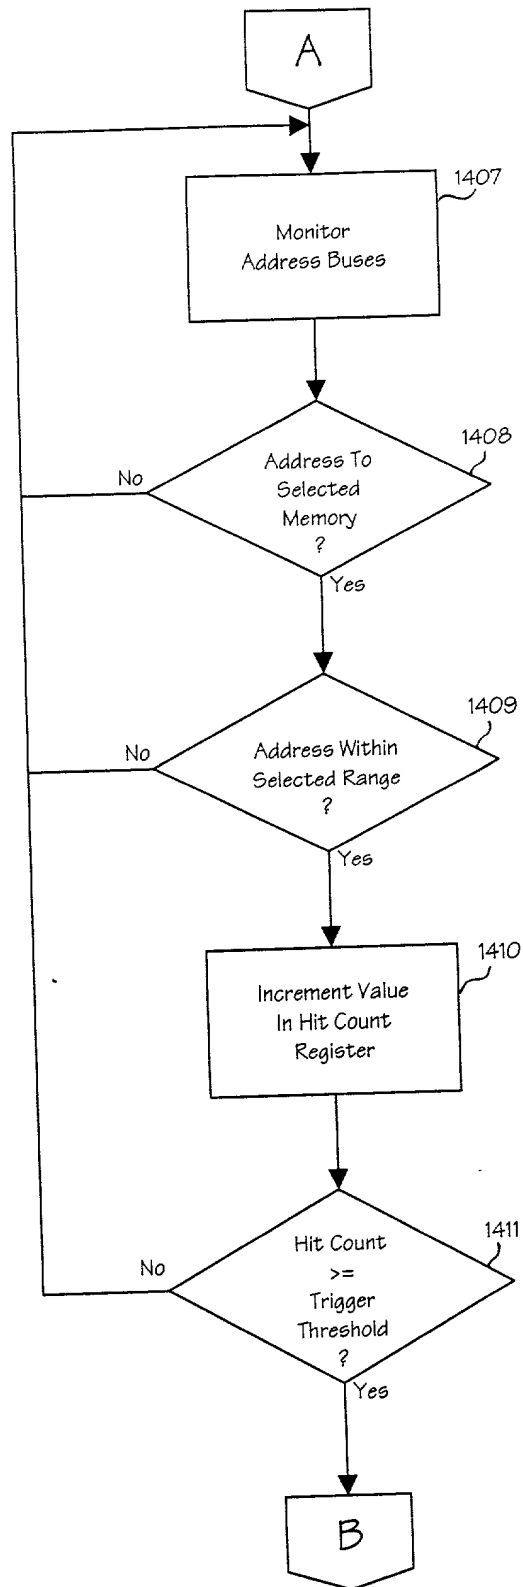 A
1407
Monitor
Address Buses
1408
Address To
Selected
Memory
?
No
Yes
1409
Address Within
Selected Range
?
No
Yes
1410
Increment Value
In Hit Count
Register
1411
Hit Count
>=
Trigger
Threshold
?
No
Yes
B